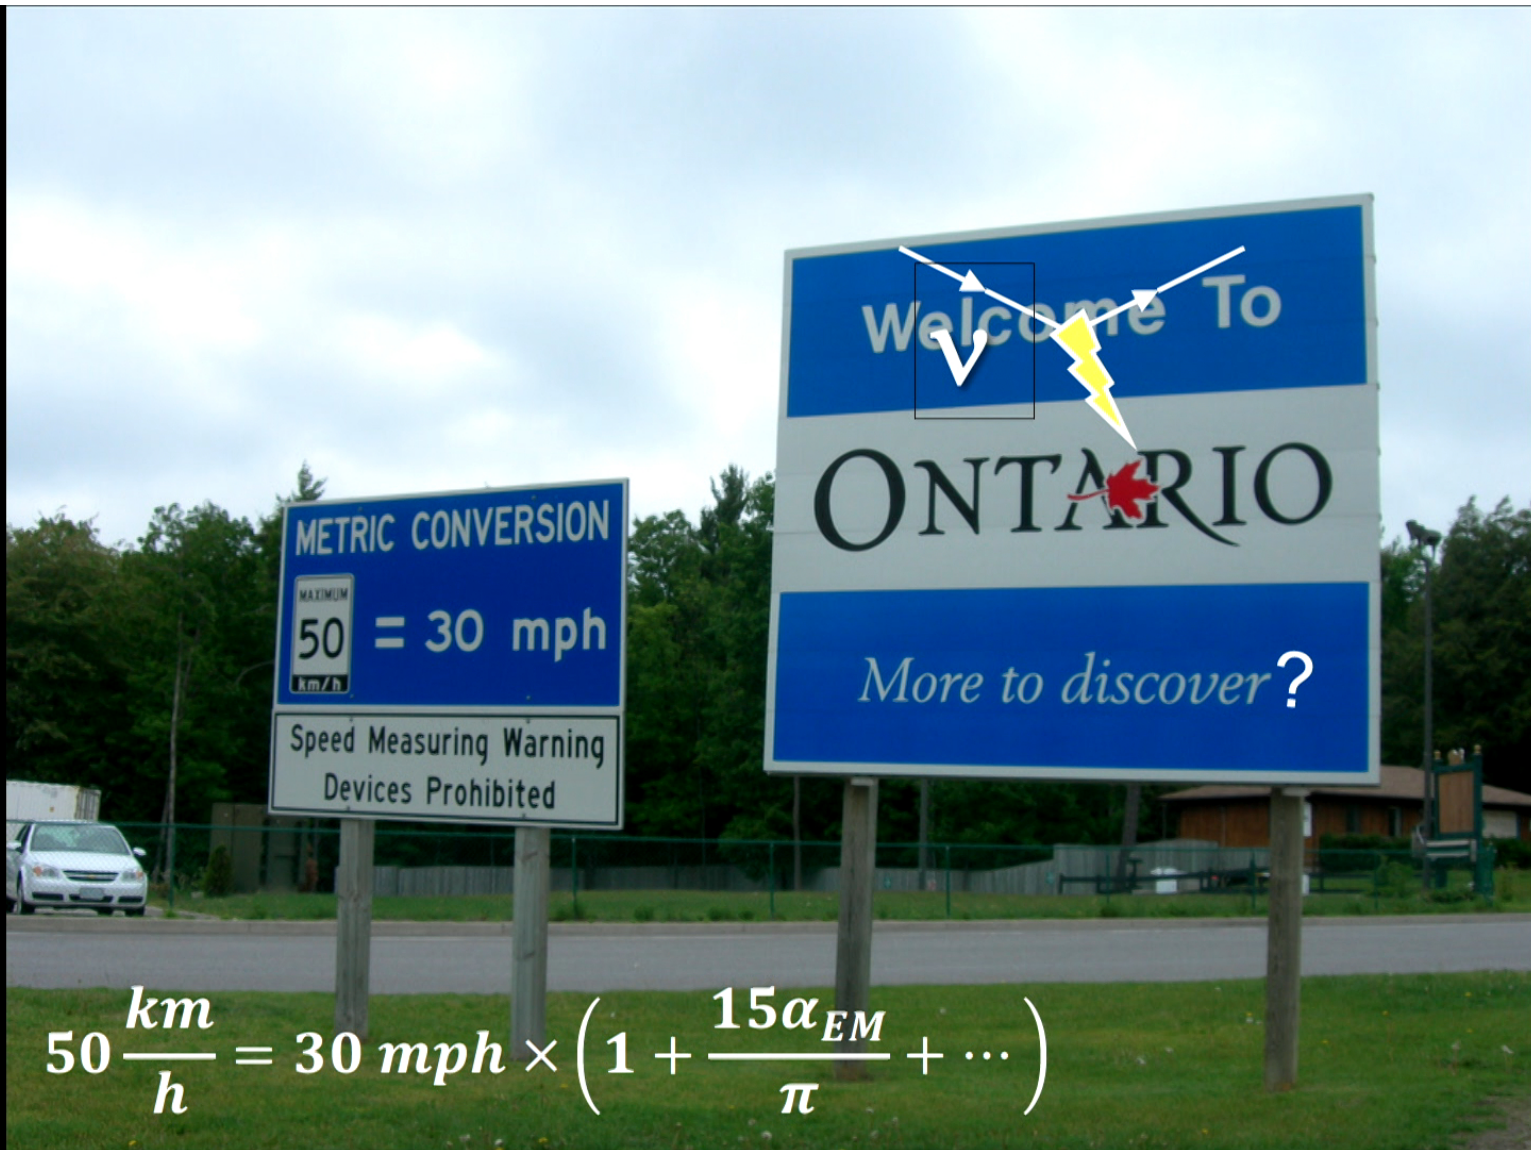 METRIC CONVERSION
MAXIMUM
50 = 30 mph
km/h
Speed Measuring Warning
Devices Prohibited
Welcome To
ν
ONTARIO
More to discover?
50 km/h = 30 mph × (1 + 15α_EM/π + ⋯)